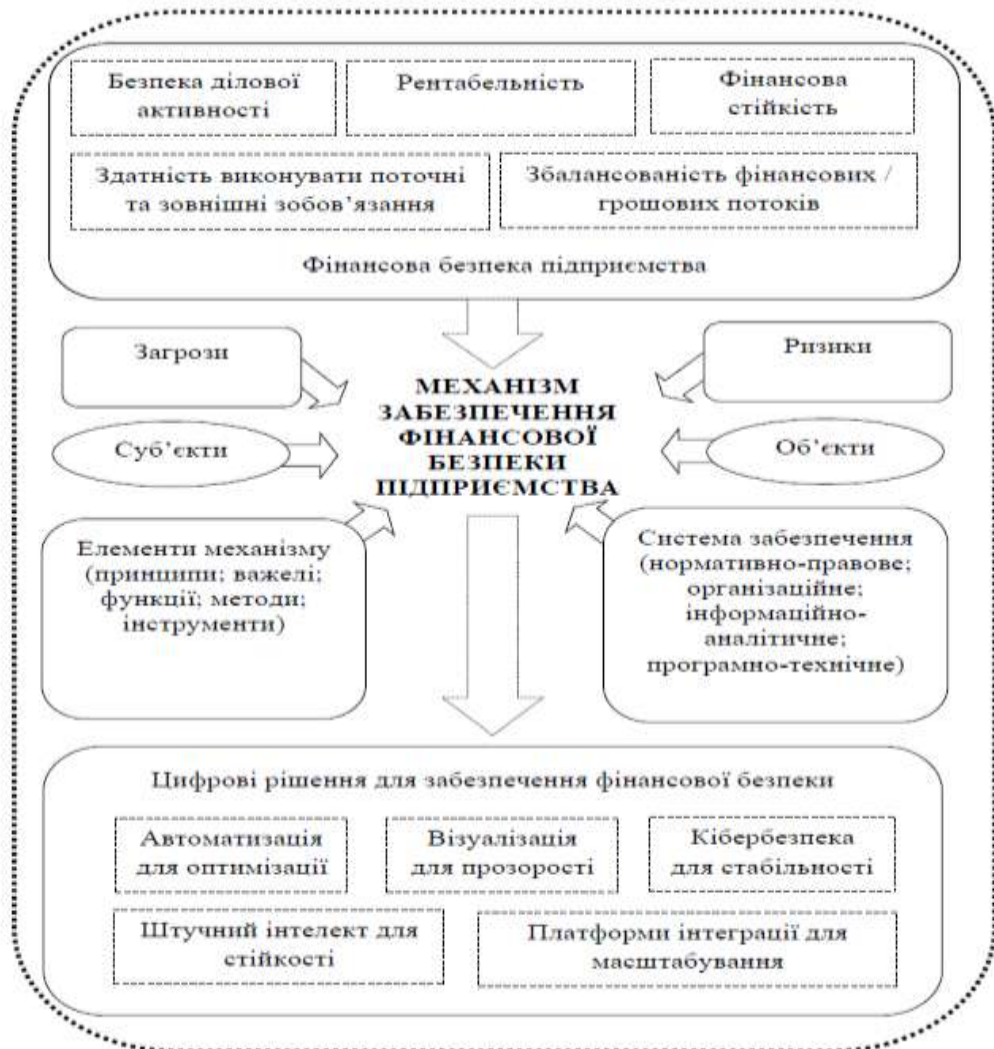 Безпека ділової
активності
Рентабельність
Фінансова
стійкість
Здатність виконувати поточні
та зовнішні зобов’язання
Збалансованість фінансових /
грошових потоків
Фінансова безпека підприємства
Загрози
Ризики
МЕХАНІЗМ
ЗАБЕЗПЕЧЕННЯ
ФІНАНСОВОЇ
БЕЗПЕКИ
ПІДПРИЄМСТВА
Суб’єкти
Об’єкти
Елементи механізму
(принципи; важелі;
функції; методи;
інструменти)
Система забезпечення
(нормативно-правове;
організаційне;
інформаційно-
аналітичне;
програмно-технічне)
Цифрові рішення для забезпечення фінансової безпеки
Автоматизація
для оптимізації
Візуалізація
для прозорості
Кібербезпека
для стабільності
Штучний інтелект для
стійкості
Платформи інтеграції для
масштабування